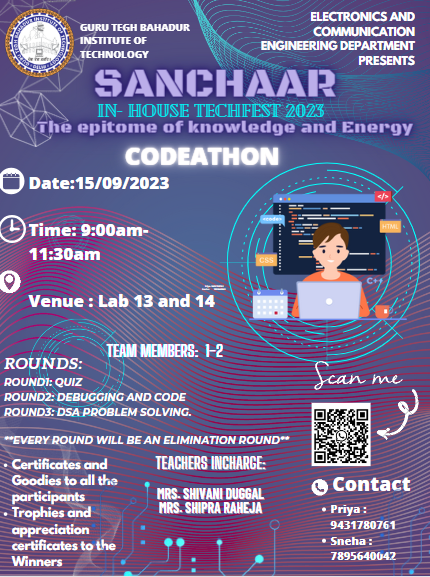 GURU TEGH BAHADUR
INSTITUTE OF
TECHNOLOGY
ELECTRONICS AND
COMMUNICATION
ENGINEERING DEPARTMENT
PRESENTS
SANCHAAR
IN- HOUSE TECHFEST 2023
The epitome of knowledge and Energy
CODEATHON
Date:15/09/2023
Time: 9:00am-
11:30am
Venue : Lab 13 and 14
</>
HTML
CSS
C++
TEAM MEMBERS: 1-2
ROUNDS:
ROUND1: QUIZ
ROUND2: DEBUGGING AND CODE
ROUND3: DSA PROBLEM SOLVING.
**EVERY ROUND WILL BE AN ELIMINATION ROUND**
Scan me
• Certificates and
Goodies to all the
participants
• Trophies and
appreciation
certificates to the
Winners
TEACHERS INCHARGE:
MRS. SHIVANI DUGGAL
MRS. SHIPRA RAHEJA
Contact
• Priya :
9431780761
• Sneha :
7895640042